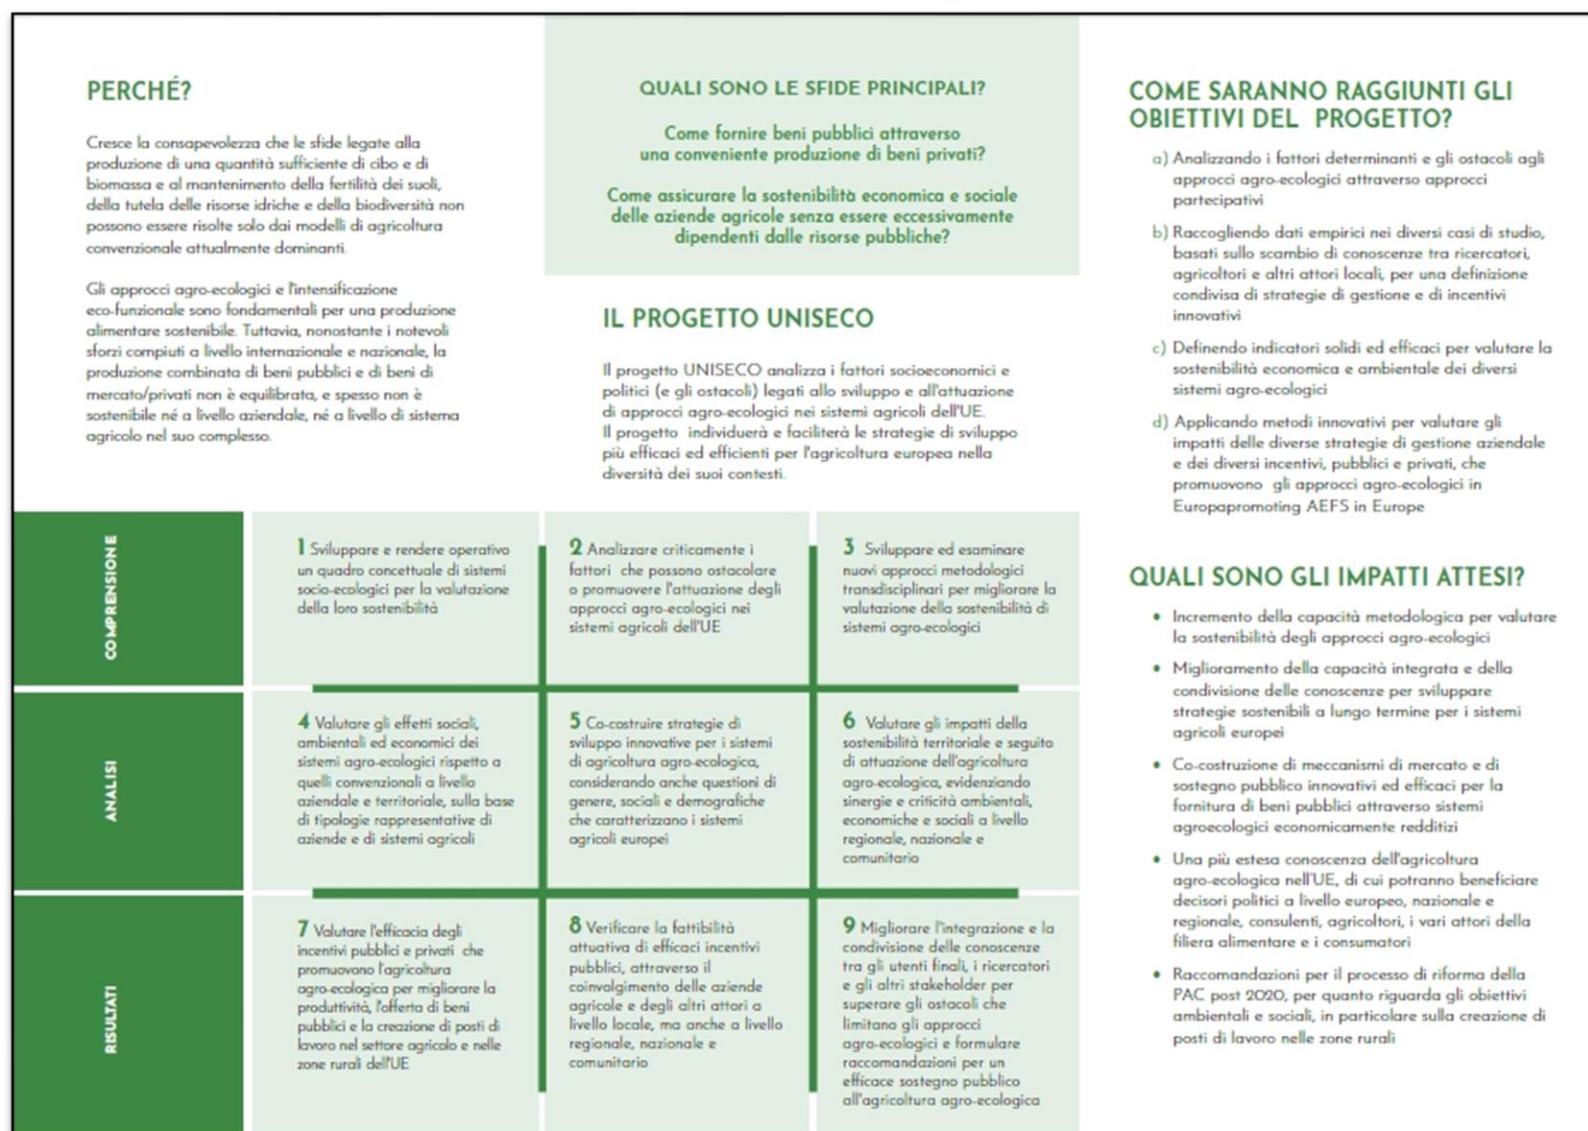 PERCHÉ?
Cresce la consapevolezza che le sfide legate alla
produzione di una quantità sufficiente di cibo e di
biomassa e al mantenimento della fertilità dei suoli,
della tutela delle risorse idriche e della biodiversità non
possono essere risolte solo dai modelli di agricoltura
convenzionale attualmente dominanti.
Gli approcci agro-ecologici e l'intensificazione
eco-funzionale sono fondamentali per una produzione
alimentare sostenibile. Tuttavia, nonostante i notevoli
sforzi compiuti a livello internazionale e nazionale, la
produzione combinata di beni pubblici e di beni di
mercato/privati non è equilibrata, e spesso non è
sostenibile né a livello aziendale, né a livello di sistema
agricolo nel suo complesso.
QUALI SONO LE SFIDE PRINCIPALI?
Come fornire beni pubblici attraverso
una conveniente produzione di beni privati?
Come assicurare la sostenibilità economica e sociale
delle aziende agricole senza essere eccessivamente
dipendenti dalle risorse pubbliche?
IL PROGETTO UNISECO
Il progetto UNISECO analizza i fattori socioeconomici e
politici (e gli ostacoli) legati allo sviluppo e all'attuazione
di approcci agro-ecologici nei sistemi agricoli dell'UE.
Il progetto individuerà e faciliterà le strategie di sviluppo
più efficaci ed efficienti per l'agricoltura europea nella
diversità dei suoi contesti.
COMPRENSIONE
1 Sviluppare e rendere operativo
un quadro concettuale di sistemi
socio-ecologici per la valutazione
della loro sostenibilità
2 Analizzare criticamente i
fattori che possono ostacolare
o promuovere l'attuazione degli
approcci agro-ecologici nei
sistemi agricoli dell'UE
3 Sviluppare ed esaminare
nuovi approcci metodologici
transdisciplinari per migliorare la
valutazione della sostenibilità di
sistemi agro-ecologici
ANALISI
4 Valutare gli effetti sociali,
ambientali ed economici dei
sistemi agro-ecologici rispetto a
quelli convenzionali a livello
aziendale e territoriale, sulla base
di tipologie rappresentative di
aziende e di sistemi agricoli
5 Co-costruire strategie di
sviluppo innovative per i sistemi
di agricoltura agro-ecologica,
considerando anche questioni di
genere, sociali e demografiche
che caratterizzano i sistemi
agricoli europei
6 Valutare gli impatti della
sostenibilità territoriale e seguito
di attuazione dell'agricoltura
agro-ecologica, evidenziando
sinergie e criticità ambientali,
economiche e sociali a livello
regionale, nazionale e
comunitario
RISULTATI
7 Valutare l'efficacia degli
incentivi pubblici e privati che
promuovono l'agricoltura
agro-ecologica per migliorare la
produttività, l'offerta di beni
pubblici e la creazione di posti di
lavoro nel settore agricolo e nelle
zone rurali dell'UE
8 Verificare la fattibilità
attuativa di efficaci incentivi
pubblici, attraverso il
coinvolgimento delle aziende
agricole e degli altri attori a
livello locale, ma anche a livello
regionale, nazionale e
comunitario
9 Migliorare l'integrazione e la
condivisione delle conoscenze
tra gli utenti finali, i ricercatori
e gli altri stakeholder per
superare gli ostacoli che
limitano gli approcci
agro-ecologici e formulare
raccomandazioni per un
efficace sostegno pubblico
all'agricoltura agro-ecologica
COME SARANNO RAGGIUNTI GLI
OBIETTIVI DEL PROGETTO?
a) Analizzando i fattori determinanti e gli ostacoli agli
approcci agro-ecologici attraverso approcci
partecipativi
b) Raccogliendo dati empirici nei diversi casi di studio,
basati sullo scambio di conoscenze tra ricercatori,
agricoltori e altri attori locali, per una definizione
condivisa di strategie di gestione e di incentivi
innovativi
c) Definendo indicatori solidi ed efficaci per valutare la
sostenibilità economica e ambientale dei diversi
sistemi agro-ecologici
d) Applicando metodi innovativi per valutare gli
impatti delle diverse strategie di gestione aziendale
e dei diversi incentivi, pubblici e privati, che
promuovono gli approcci agro-ecologici in
Europapromoting AEFS in Europe
QUALI SONO GLI IMPATTI ATTESI?
• Incremento della capacità metodologica per valutare
la sostenibilità degli approcci agro-ecologici
• Miglioramento della capacità integrata e della
condivisione delle conoscenze per sviluppare
strategie sostenibili a lungo termine per i sistemi
agricoli europei
• Co-costruzione di meccanismi di mercato e di
sostegno pubblico innovativi ed efficaci per la
fornitura di beni pubblici attraverso sistemi
agroecologici economicamente redditizi
• Una più estesa conoscenza dell'agricoltura
agro-ecologica nell'UE, di cui potranno beneficiare
decisori politici a livello europeo, nazionale e
regionale, consulenti, agricoltori, i vari attori della
filiera alimentare e i consumatori
• Raccomandazioni per il processo di riforma della
PAC post 2020, per quanto riguarda gli obiettivi
ambientali e sociali, in particolare sulla creazione di
posti di lavoro nelle zone rurali